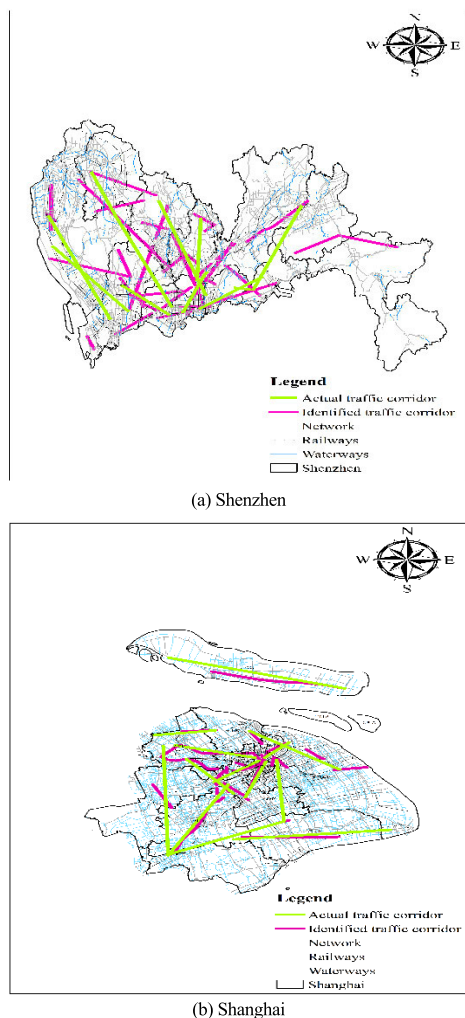 N
W E
S
Legend
Actual traffic corridor
Identified traffic corridor
Network
Railways
Waterways
Shenzhen
(a) Shenzhen
N
W E
S
Legend
Actual traffic corridor
Identified traffic corridor
Network
Railways
Waterways
Shanghai
(b) Shanghai